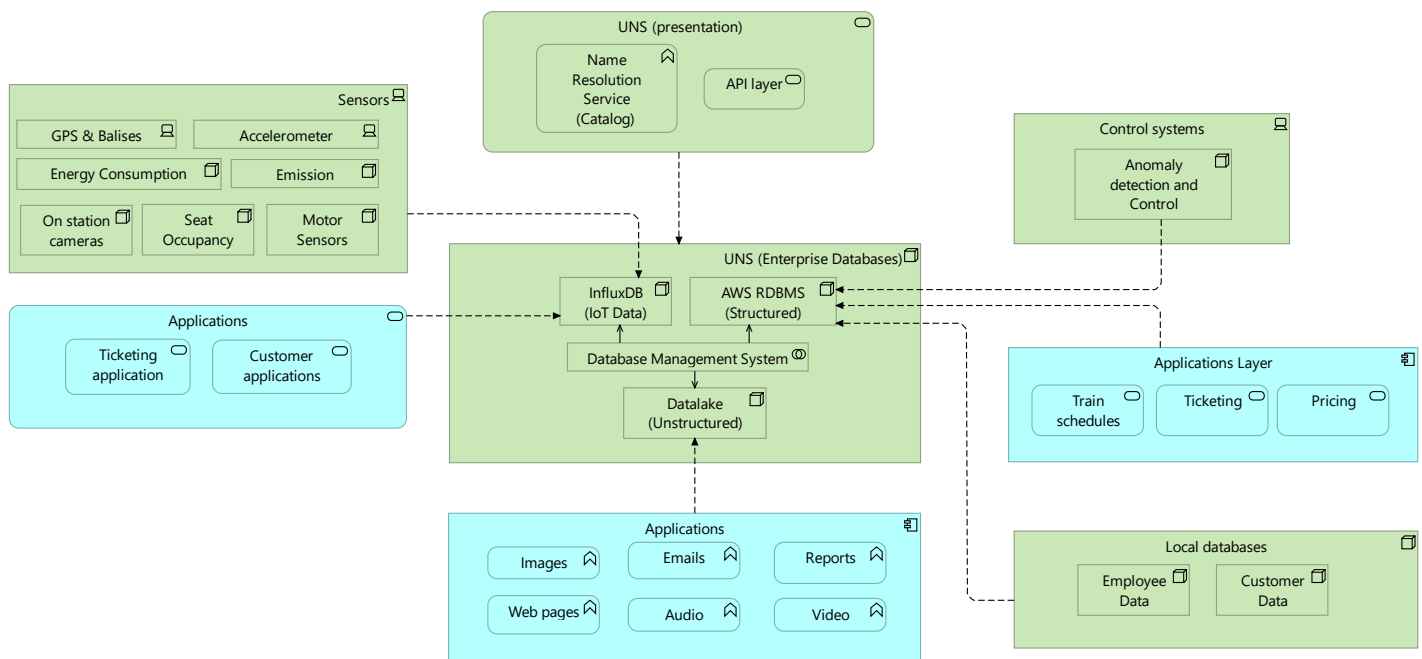 UNS (presentation)
Name
Resolution
Service
(Catalog)
API layer
Sensors
GPS & Balises
Accelerometer
Energy Consumption
Emission
On station
cameras
Seat
Occupancy
Motor
Sensors
Control systems
Anomaly
detection and
Control
UNS (Enterprise Databases)
InfluxDB
(IoT Data)
AWS RDBMS
(Structured)
Database Management System
Datalake
(Unstructured)
Applications
Ticketing
application
Customer
applications
Applications Layer
Train
schedules
Ticketing
Pricing
Applications
Images
Emails
Reports
Web pages
Audio
Video
Local databases
Employee
Data
Customer
Data